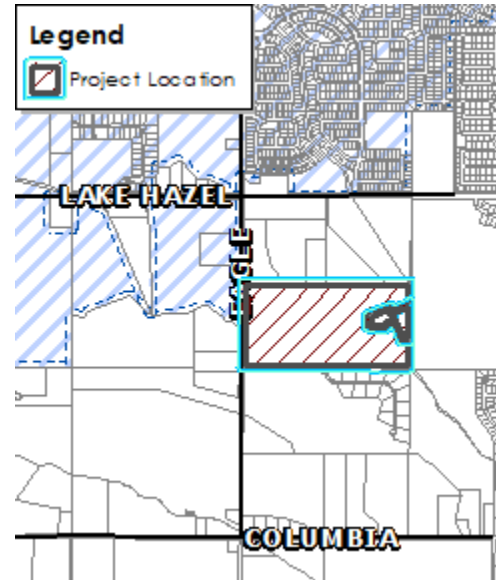 Legend
Project Location
LAKE HAZEL
EAGLE
COLUMBIA